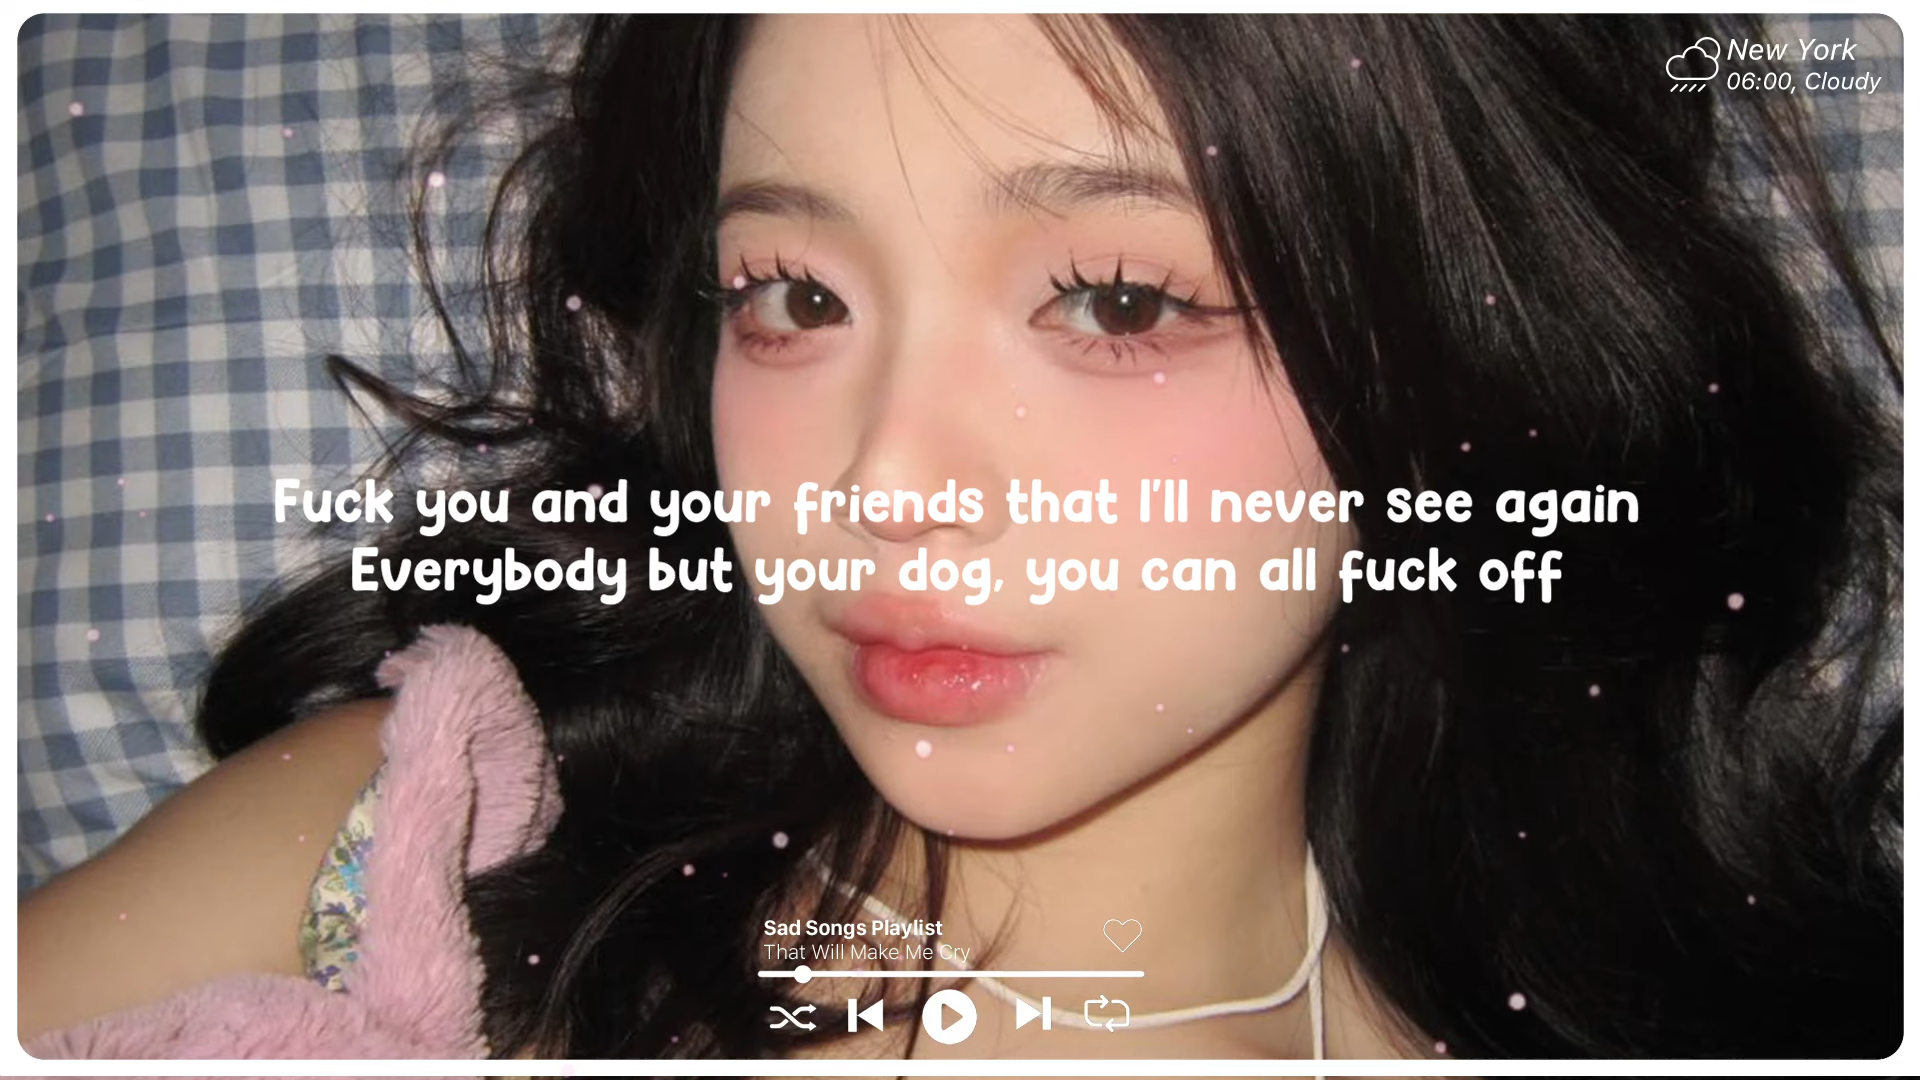 New York
06:00, Cloudy
Fuck you and your friends that I'll never see again
Everybody but your dog, you can all fuck off
Sad Songs Playlist
That Will Make Me Cry